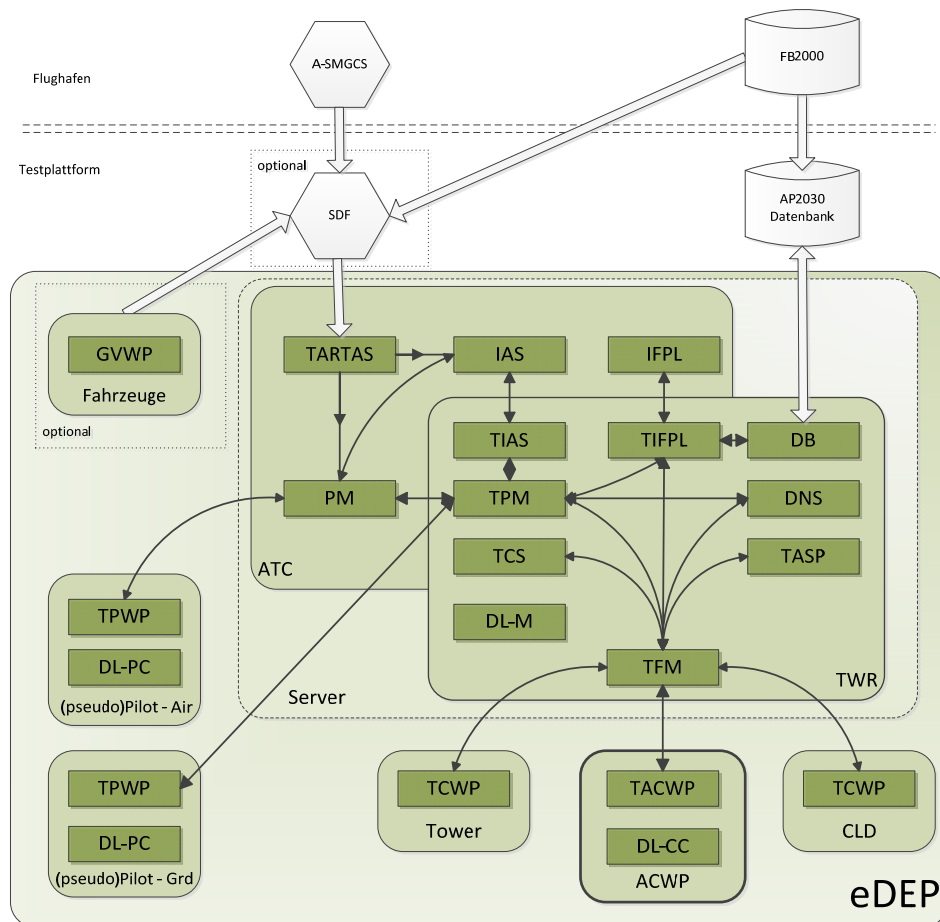 A-SMGCS
FB2000
Flughafen
Testplattform
optional
SDF
AP2030
Datenbank
GVWP
Fahrzeuge
optional
TARTAS
IAS
IFPL
TIAS
TIFPL
DB
PM
TPM
DNS
TCS
TASP
ATC
DL-M
TFM
TWR
Server
TPWP
DL-PC
(pseudo)Pilot - Air
TPWP
DL-PC
(pseudo)Pilot - Grd
TCWP
Tower
TACWP
DL-CC
ACWP
TCWP
CLD
eDEP